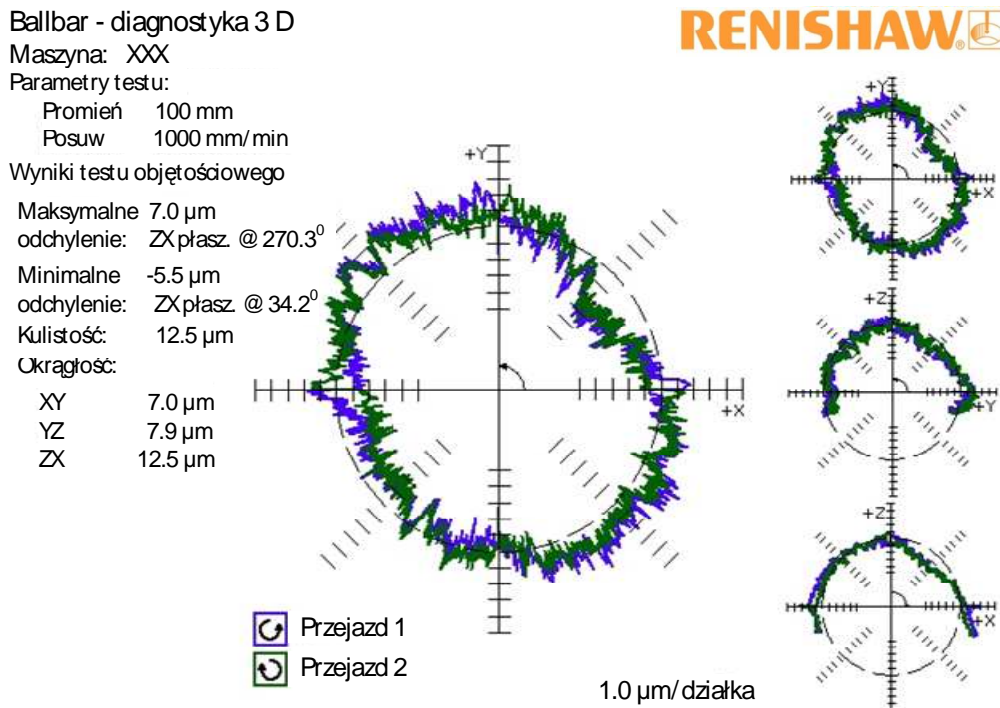 Ballbar - diagnostyka 3 D
RENISHAW
Maszyna: XXX
Parametry testu:
Promień 100 mm
Posuw 1000 mm/min
Wyniki testu objętościowego
Maksymalne 7.0 µm
odchylenie: ZX płasz. @ 270.3⁰
Minimalne -5.5 µm
odchylenie: ZX płasz. @ 34.2⁰
Kulistość: 12.5 µm
Okrągłość:
XY 7.0 µm
YZ 7.9 µm
ZX 12.5 µm
+Y
+X
+Y
+X
+Z
+Y
+Z
+X
Przejazd 1
Przejazd 2
1.0 µm/działka